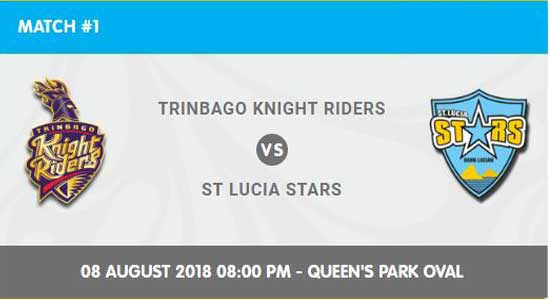 MATCH #1
TRINBAGO
Knight
Riders
TRINBAGO KNIGHT RIDERS
VS
ST LUCIA STARS
ST. LUCIA
STARS
08 AUGUST 2018 08:00 PM - QUEEN'S PARK OVAL